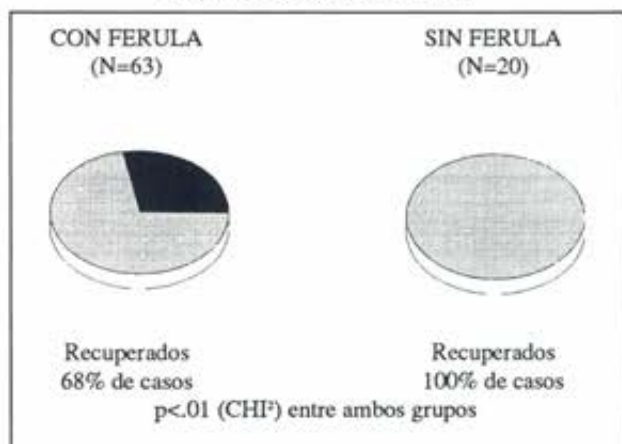 CON FERULA
(N=63)
SIN FERULA
(N=20)
Recuperados
68% de casos
Recuperados
100% de casos
p<.01 (CHI²) entre ambos grupos